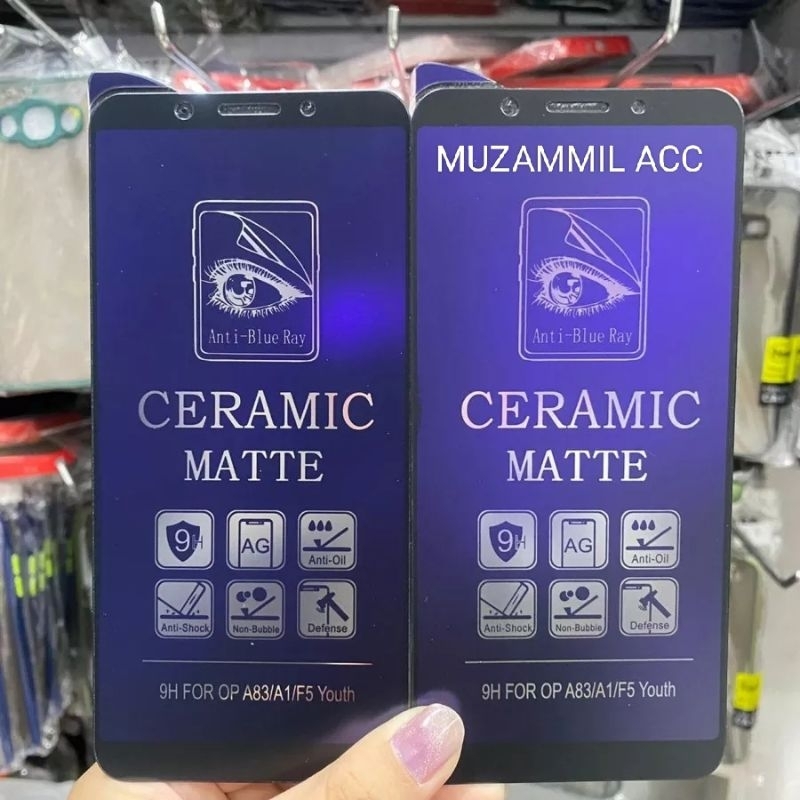 Anti-Blue Ray
CERAMIC
MATTE
9H
AG
Anti-Oil
Anti-Shock
Non-Bubble
Defense
9H FOR OP A83/A1/F5 Youth
MUZAMMIL ACC
Anti-Blue Ray
CERAMIC
MATTE
9H
AG
Anti-Oil
Anti-Shock
Non-Bubble
Defense
9H FOR OP A83/A1/F5 Youth